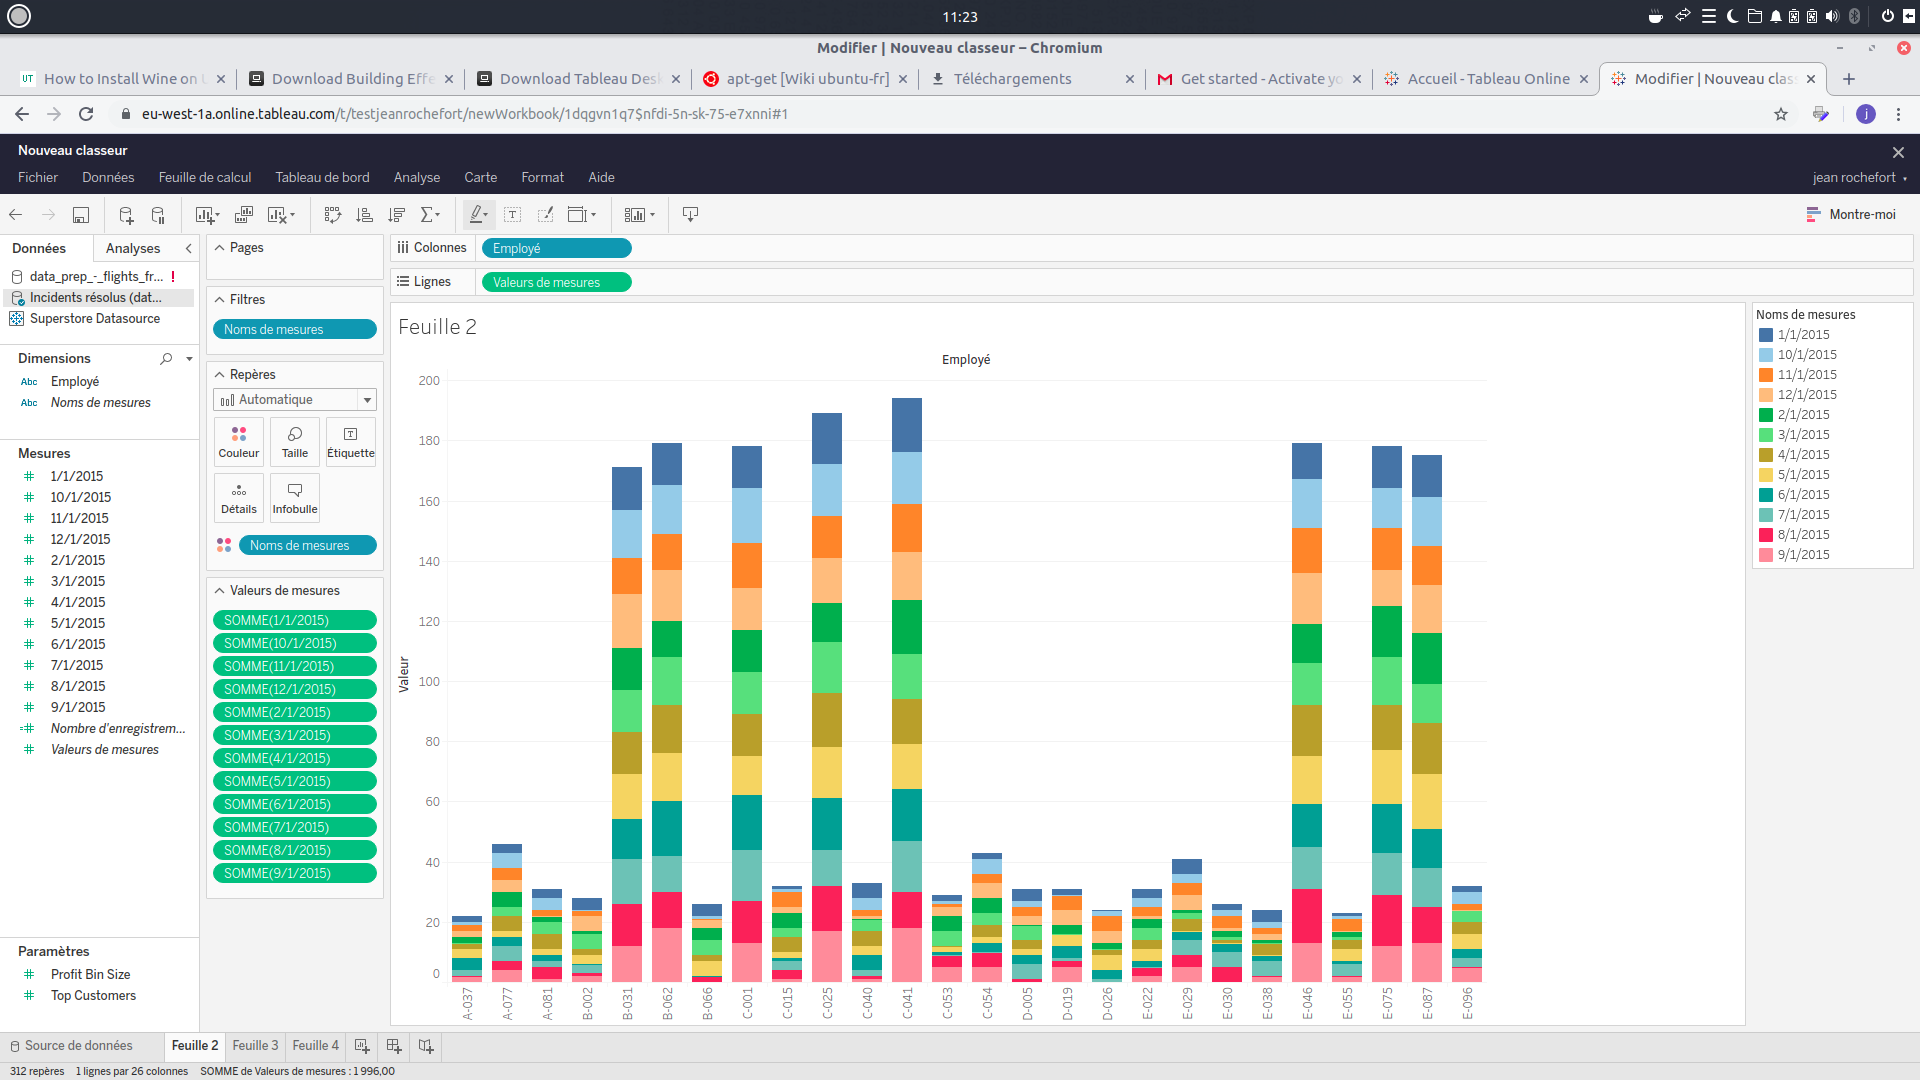 11:23
Modifier | Nouveau classeur – Chromium
How to Install Wine on U
Download Building Effe
Download Tableau Desk
apt-get [Wiki ubuntu-fr]
Téléchargements
Get started - Activate yo
Accueil - Tableau Online
Modifier | Nouveau clas
eu-west-1a.online.tableau.com/t/testjeanrochefort/newWorkbook/1dqgvn1q7$nfdi-5n-sk-75-e7xnni#1
j
Nouveau classeur
Fichier Données Feuille de calcul Tableau de bord Analyse Carte Format Aide
jean rochefort
Montre-moi
Données Analyses
data_prep_-_flights_fr... !
Incidents résolus (dat...
Superstore Datasource
Dimensions
Abc Employé
Abc Noms de mesures
Mesures
1/1/2015
10/1/2015
11/1/2015
12/1/2015
2/1/2015
3/1/2015
4/1/2015
5/1/2015
6/1/2015
7/1/2015
8/1/2015
9/1/2015
Nombre d'enregistrem...
Valeurs de mesures
Paramètres
Profit Bin Size
Top Customers
Pages
Filtres
Noms de mesures
Repères
Automatique
Couleur Taille Étiquette
Détails Infobulle
Noms de mesures
Valeurs de mesures
SOMME(1/1/2015)
SOMME(10/1/2015)
SOMME(11/1/2015)
SOMME(12/1/2015)
SOMME(2/1/2015)
SOMME(3/1/2015)
SOMME(4/1/2015)
SOMME(5/1/2015)
SOMME(6/1/2015)
SOMME(7/1/2015)
SOMME(8/1/2015)
SOMME(9/1/2015)
Colonnes Employé
Lignes Valeurs de mesures
Feuille 2
Employé
Valeur
200
180
160
140
120
100
80
60
40
20
0
A-037
A-077
A-081
B-002
B-031
B-062
B-066
C-001
C-015
C-025
C-040
C-041
C-053
C-054
D-005
D-019
D-026
E-022
E-029
E-030
E-038
E-046
E-055
E-075
E-087
E-096
Noms de mesures
1/1/2015
10/1/2015
11/1/2015
12/1/2015
2/1/2015
3/1/2015
4/1/2015
5/1/2015
6/1/2015
7/1/2015
8/1/2015
9/1/2015
Source de données Feuille 2 Feuille 3 Feuille 4
312 repères 1 lignes par 26 colonnes SOMME de Valeurs de mesures : 1 996,00